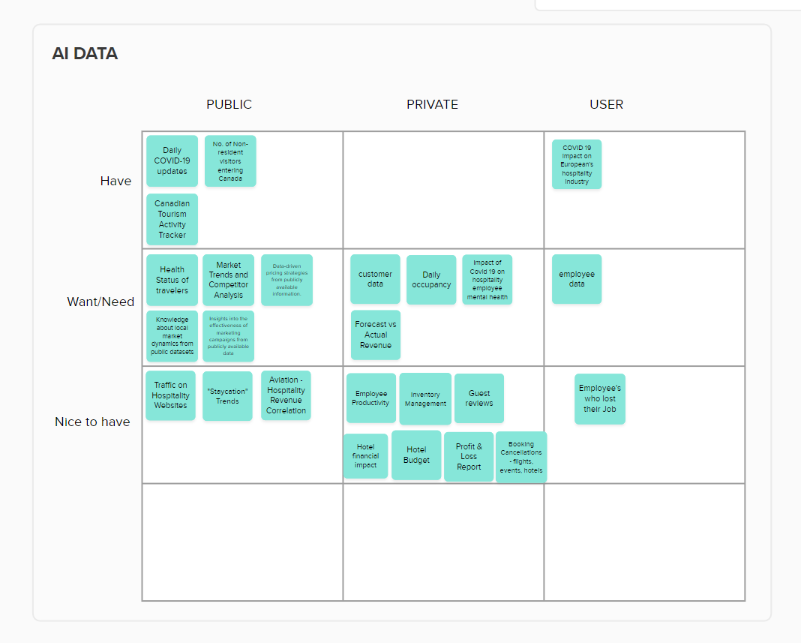 AI DATA
PUBLIC
PRIVATE
USER
Have
Daily
COVID-19
updates
No. of Non-
resident
visitors
entering
Canada
Canadian
Tourism
Activity
Tracker
COVID 19
impact on
European's
hospitality
industry
Want/Need
Health
Status of
travelers
Market
Trends and
Competitor
Analysis
Data-driven
pricing strategies
from publicly
available
information.
Knowledge
about local
market
dynamics from
public datasets
Insights into the
effectiveness of
marketing
campaigns from
publicly available
data
customer
data
Daily
occupancy
Impact of
Covid 19 on
hospitality
employee
mental health
Forecast vs
Actual
Revenue
employee
data
Nice to have
Traffic on
Hospitality
Websites
"Staycation"
Trends
Aviation -
Hospitality
Revenue
Correlation
Employee
Productivity
Inventory
Management
Guest
reviews
Hotel
financial
impact
Hotel
Budget
Profit &
Loss
Report
Booking
Cancellations
- flights,
events, hotels
Employee's
who lost
their Job